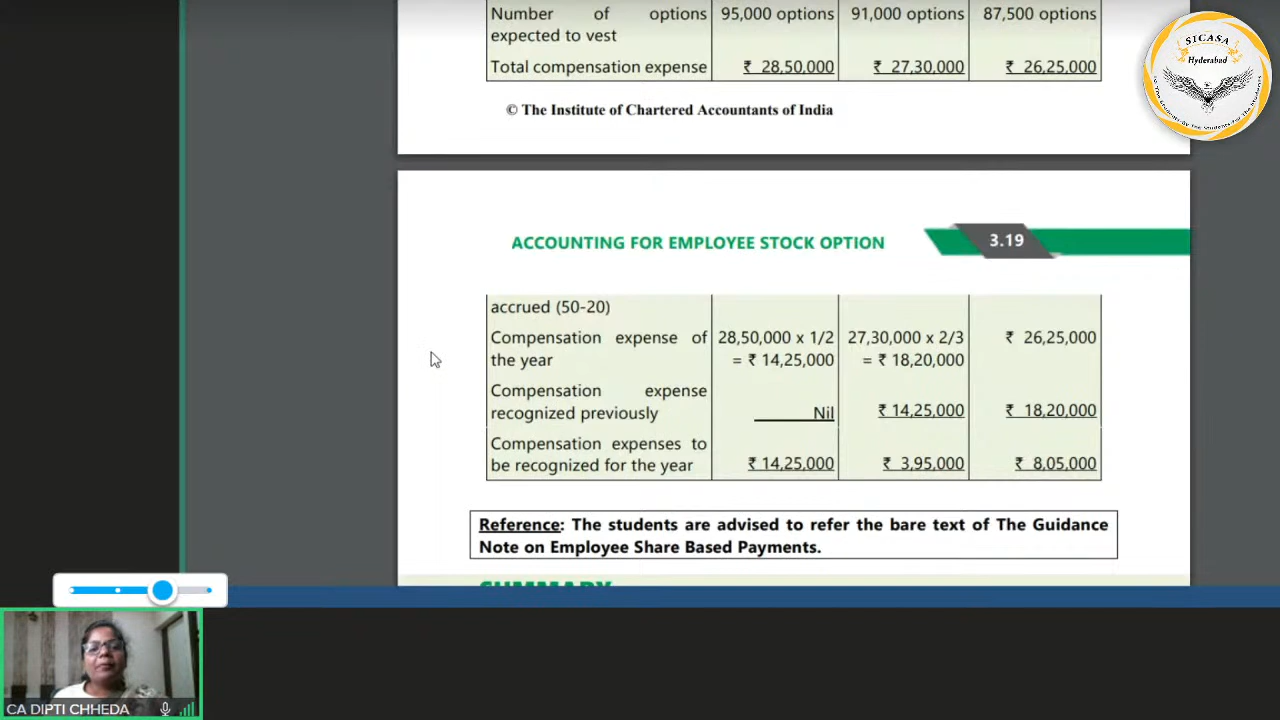 Number of options 95,000 options 91,000 options 87,500 options
expected to vest
Total compensation expense ₹ 28,50,000 ₹ 27,30,000 ₹ 26,25,000
© The Institute of Chartered Accountants of India
SICASA
Hyderabad
ACCOUNTING FOR EMPLOYEE STOCK OPTION 3.19
accrued (50-20)
Compensation expense of 28,50,000 x 1/2 27,30,000 x 2/3 ₹ 26,25,000
the year = ₹ 14,25,000 = ₹ 18,20,000
Compensation expense
recognized previously Nil ₹ 14,25,000 ₹ 18,20,000
Compensation expenses to
be recognized for the year ₹ 14,25,000 ₹ 3,95,000 ₹ 8,05,000
Reference: The students are advised to refer the bare text of The Guidance
Note on Employee Share Based Payments.
SUMMARY
CA DIPTI CHHEDA